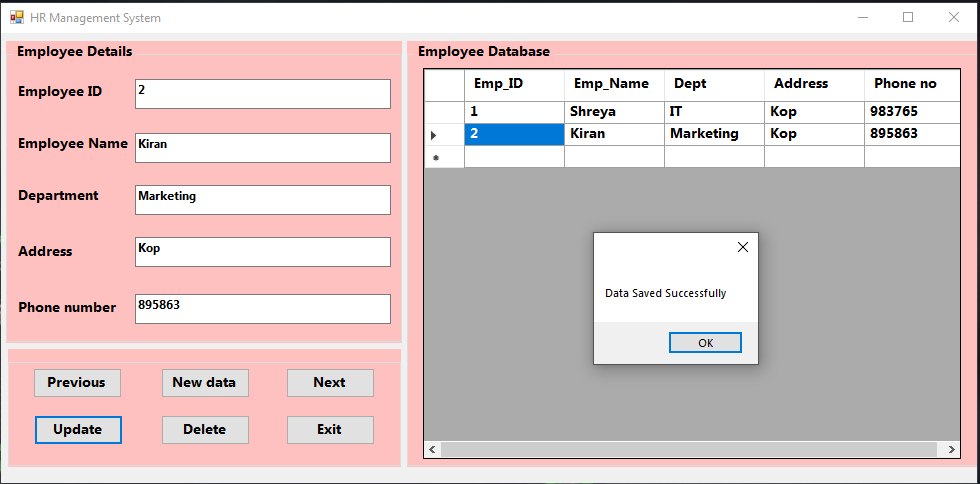 HR Management System
Employee Details
Employee ID 2
Employee Name Kiran
Department Marketing
Address Kop
Phone number 895863
Previous New data Next
Update Delete Exit
Employee Database
Emp_ID Emp_Name Dept Address Phone no
1 Shreya IT Kop 983765
2 Kiran Marketing Kop 895863
Data Saved Successfully
OK